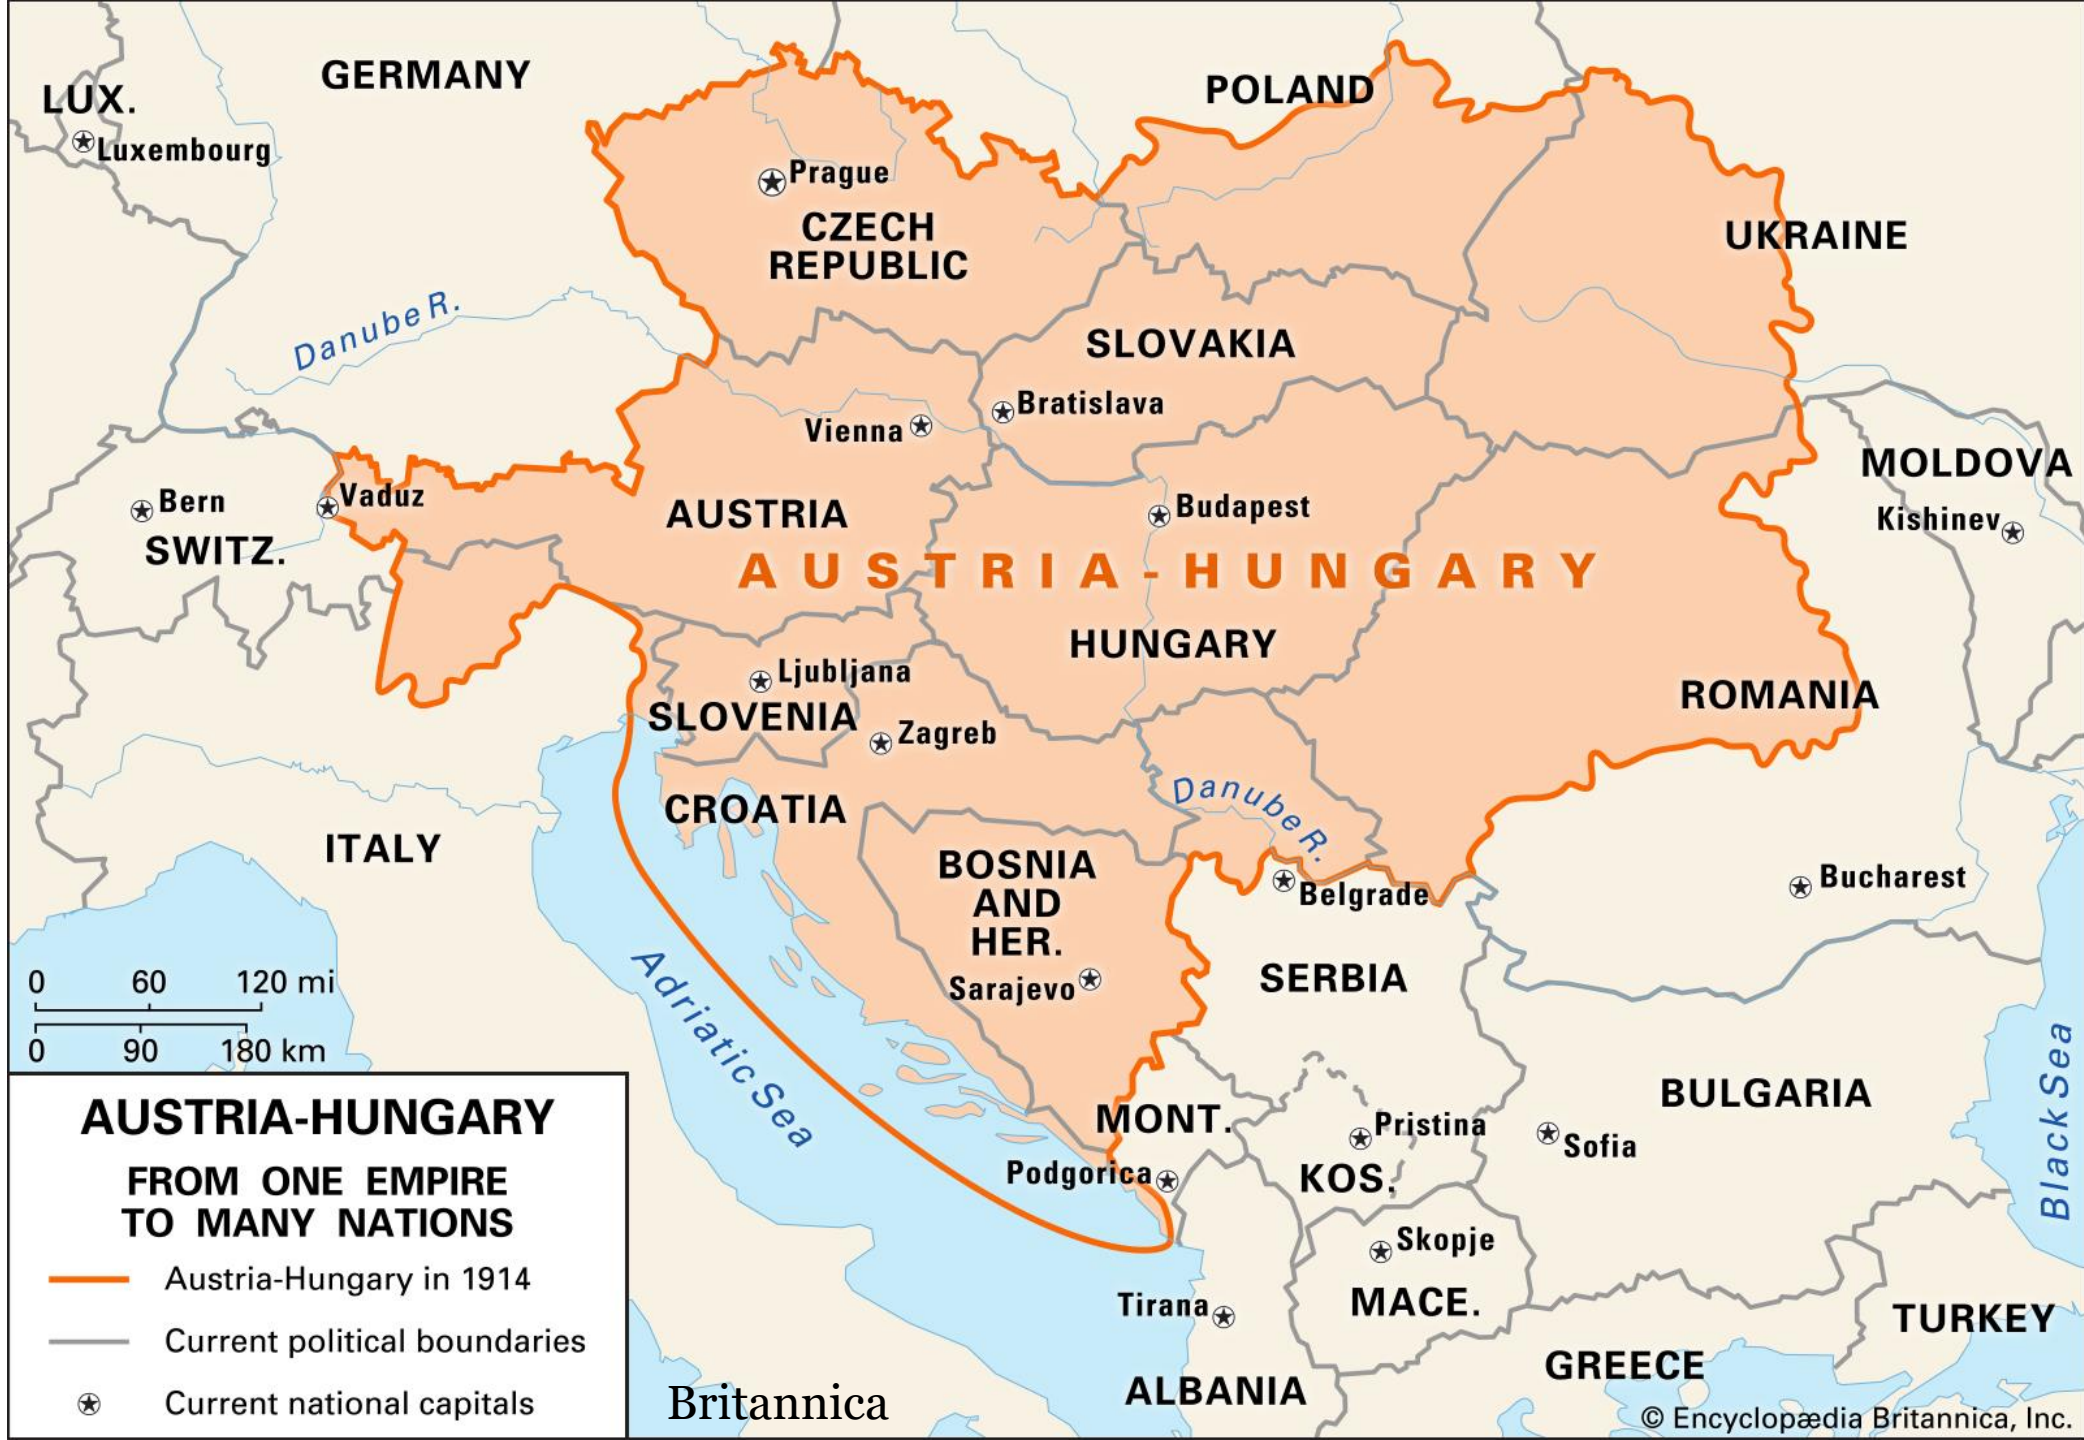 GERMANY
POLAND
LUX.
Luxembourg
Prague
CZECH
REPUBLIC
UKRAINE
Danube R.
SLOVAKIA
Bratislava
Vienna
MOLDOVA
Kishinev
Bern
SWITZ.
Vaduz
AUSTRIA
Budapest
AUSTRIA-HUNGARY
HUNGARY
ROMANIA
Ljubljana
SLOVENIA
Zagreb
CROATIA
Danube R.
ITALY
BOSNIA
AND
HER.
Sarajevo
Belgrade
Bucharest
Adriatic Sea
SERBIA
0 60 120 mi
0 90 180 km
BULGARIA
Black Sea
MONT.
Podgorica
Pristina
KOS.
Sofia
Skopje
MACE.
Tirana
ALBANIA
GREECE
TURKEY
AUSTRIA-HUNGARY
FROM ONE EMPIRE
TO MANY NATIONS
Austria-Hungary in 1914
Current political boundaries
Current national capitals
Britannica
© Encyclopædia Britannica, Inc.